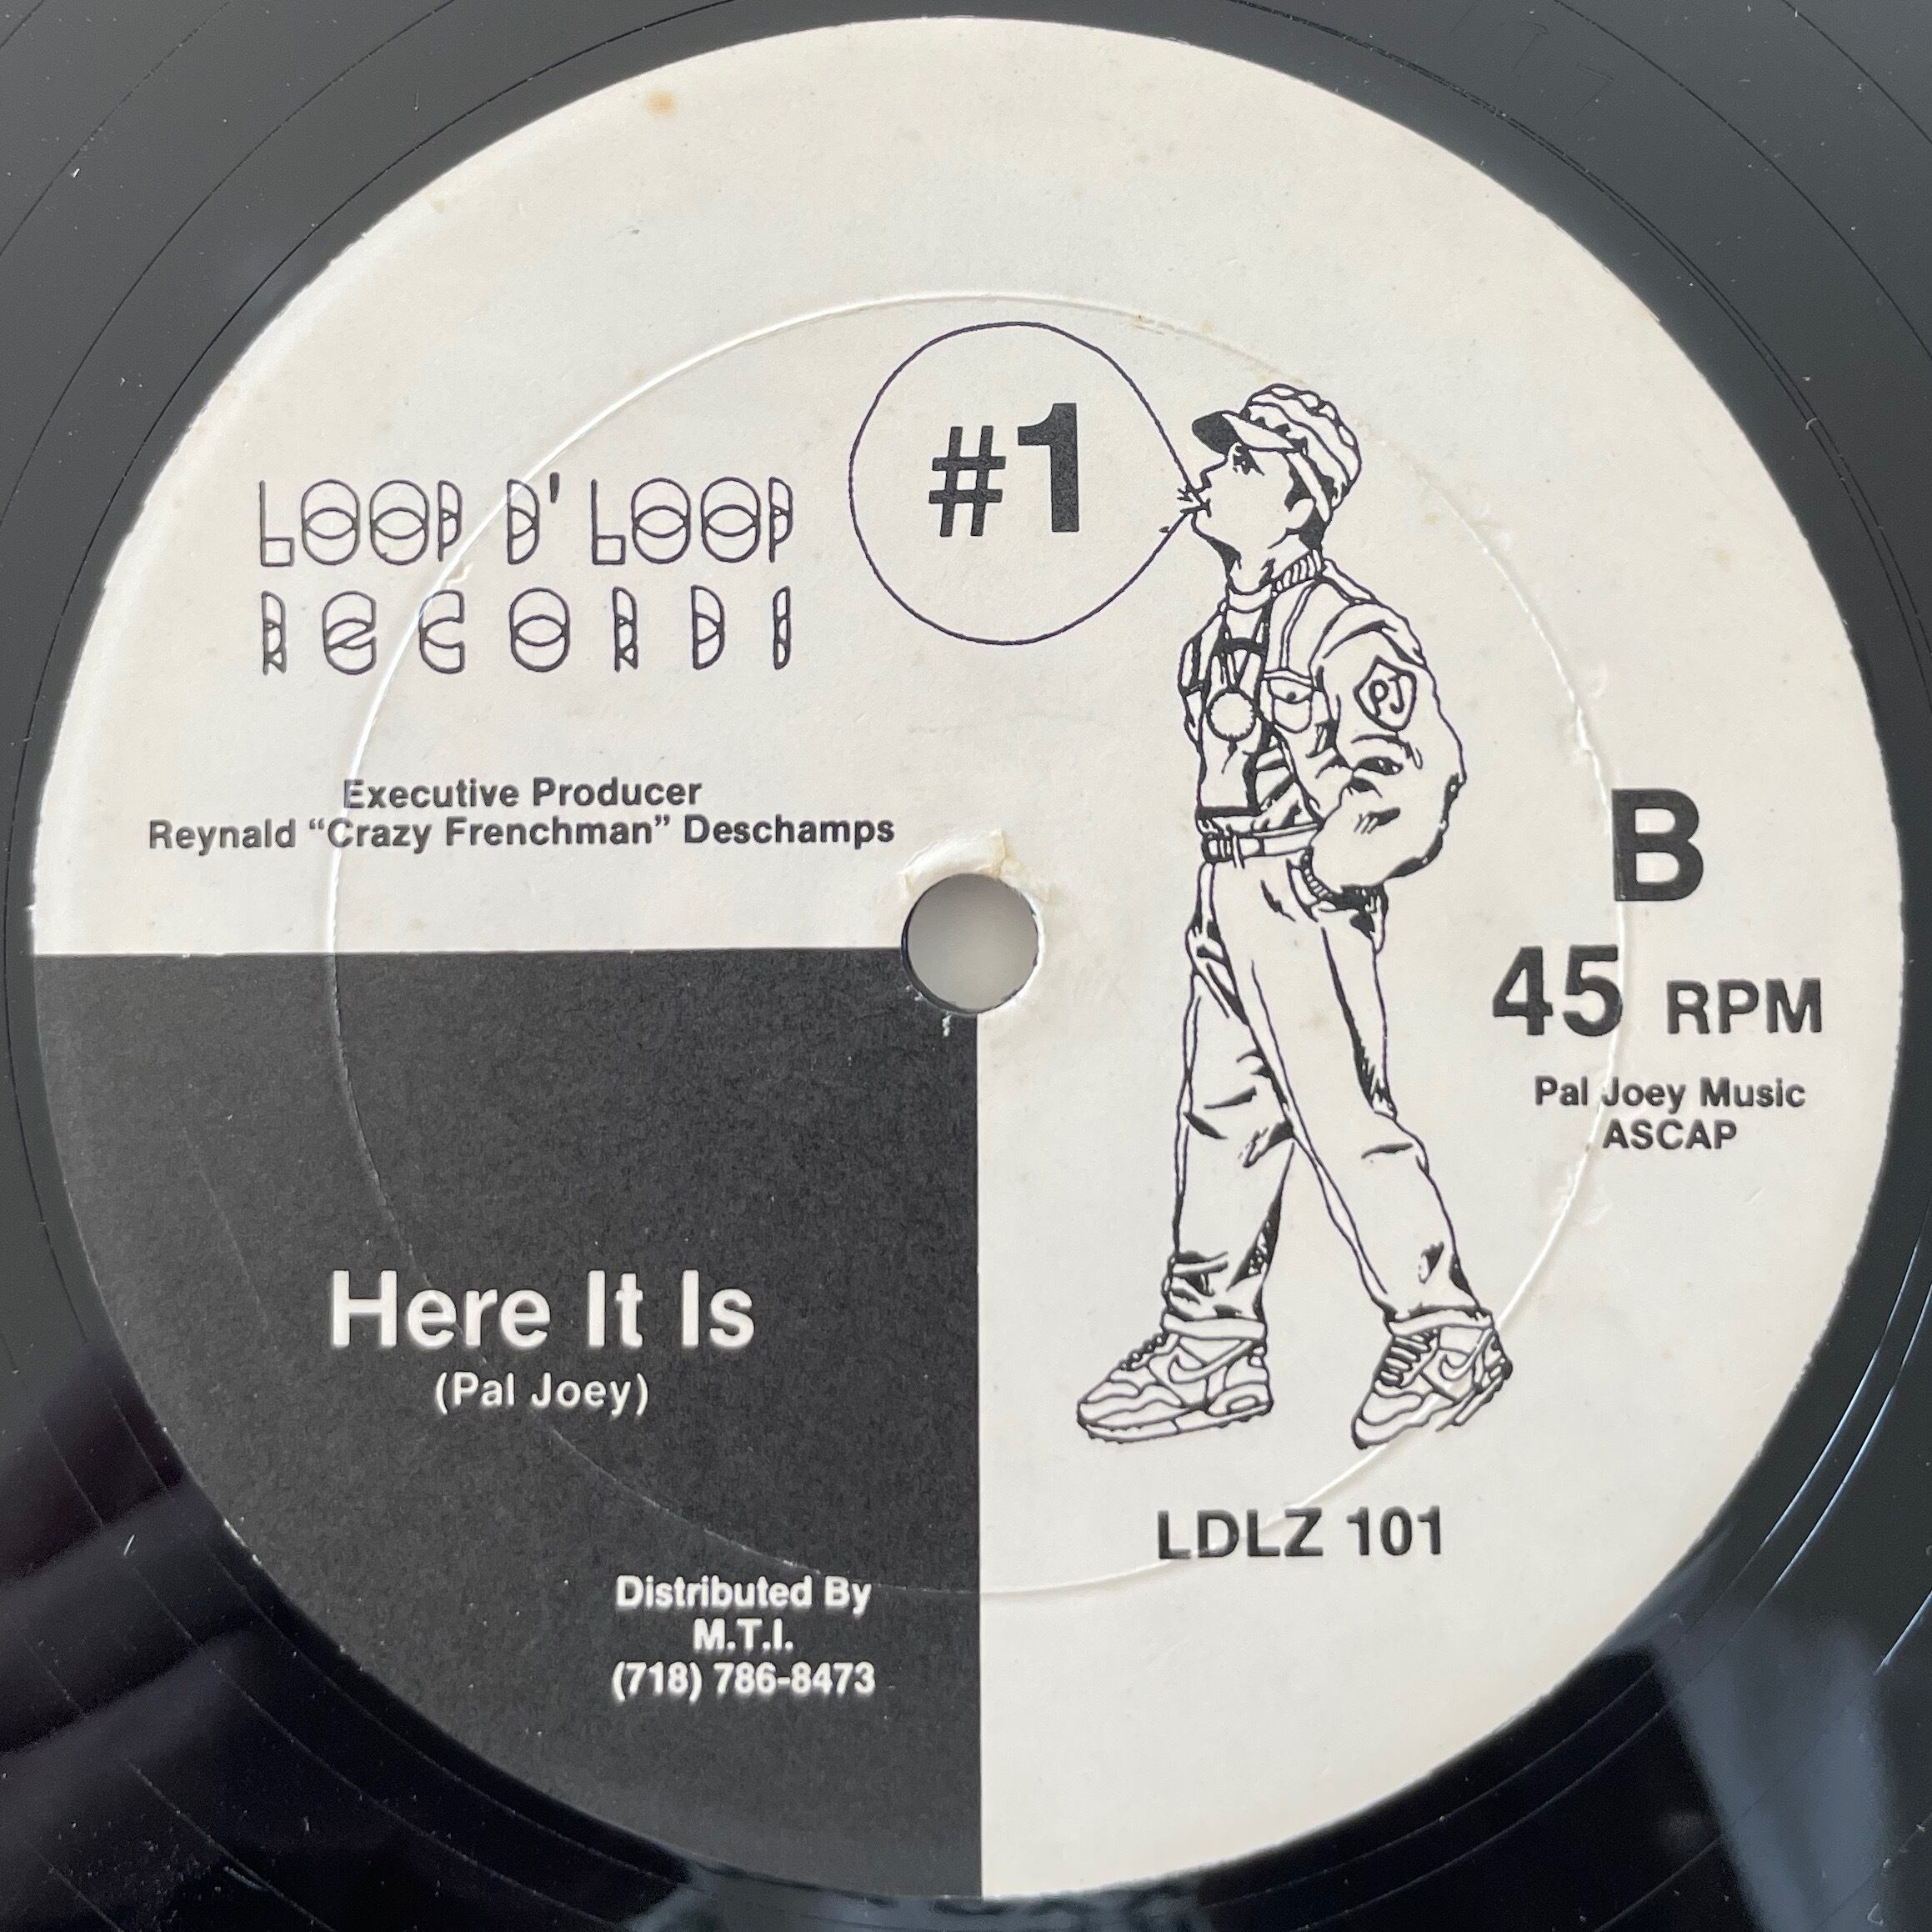 #1
LOOP D' LOOP
RECORDS
PJ
Executive Producer
Reynald “Crazy Frenchman” Deschamps
B
45 RPM
Pal Joey Music
ASCAP
Here It Is
(Pal Joey)
LDLZ 101
Distributed By
M.T.I.
(718) 786-8473